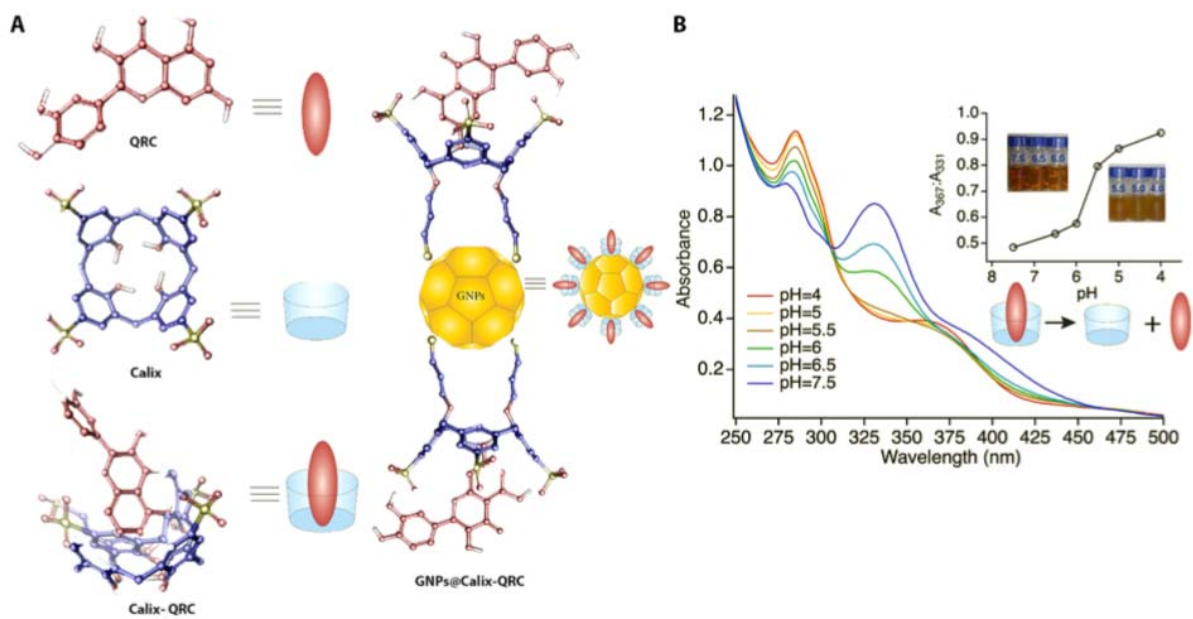 A
QRC
Calix
Calix- QRC
GNPs
GNPs@Calix-QRC
B
Absorbance
1.2
1.0
0.8
0.6
0.4
0.2
pH=4
pH=5
pH=5.5
pH=6
pH=6.5
pH=7.5
250 275 300 325 350 375 400 425 450 475 500
Wavelength (nm)
A367:A331
1.0
0.9
0.8
0.7
0.6
0.5
7.5 6.5 6.0
5.5 5.0 4.0
8 7 6 5 4
pH
+